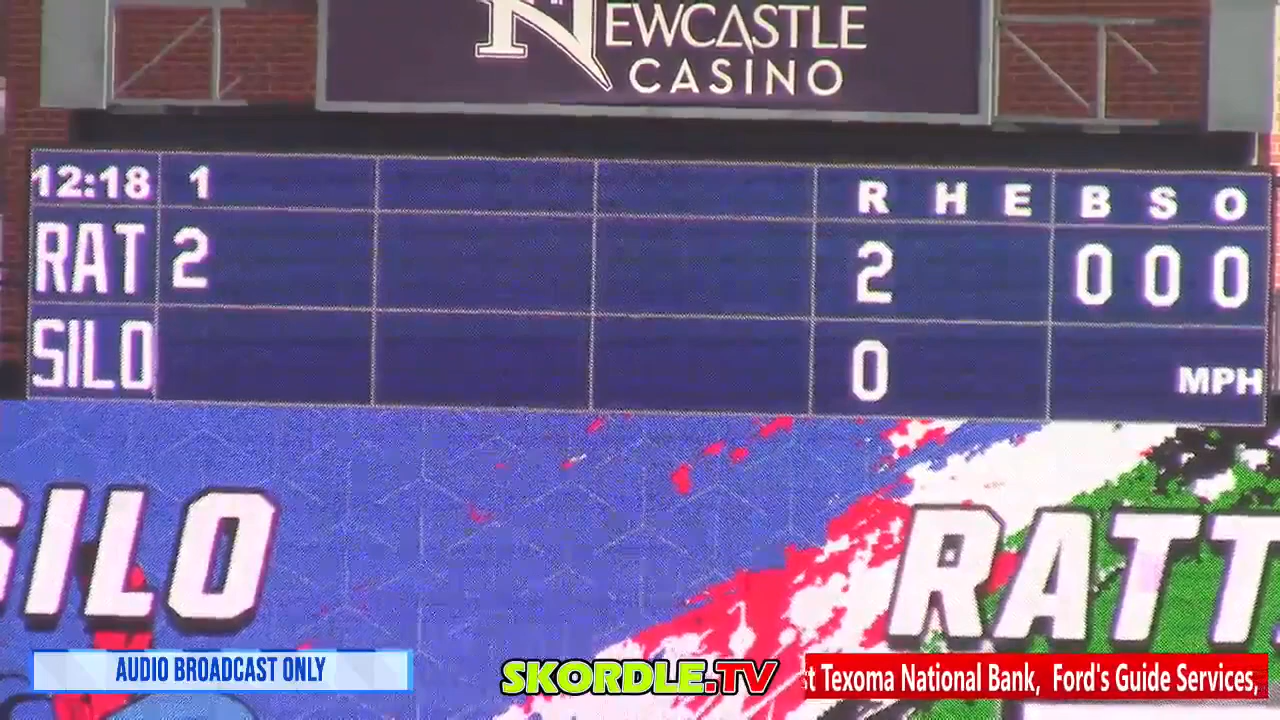 NEWCASTLE
CASINO
12:18 1 R H E B S O
RAT 2 2 0 0 0
SILO 0 MPH
SILO
RATT
AUDIO BROADCAST ONLY
SKORDLE.TV
t Texoma National Bank, Ford's Guide Services,